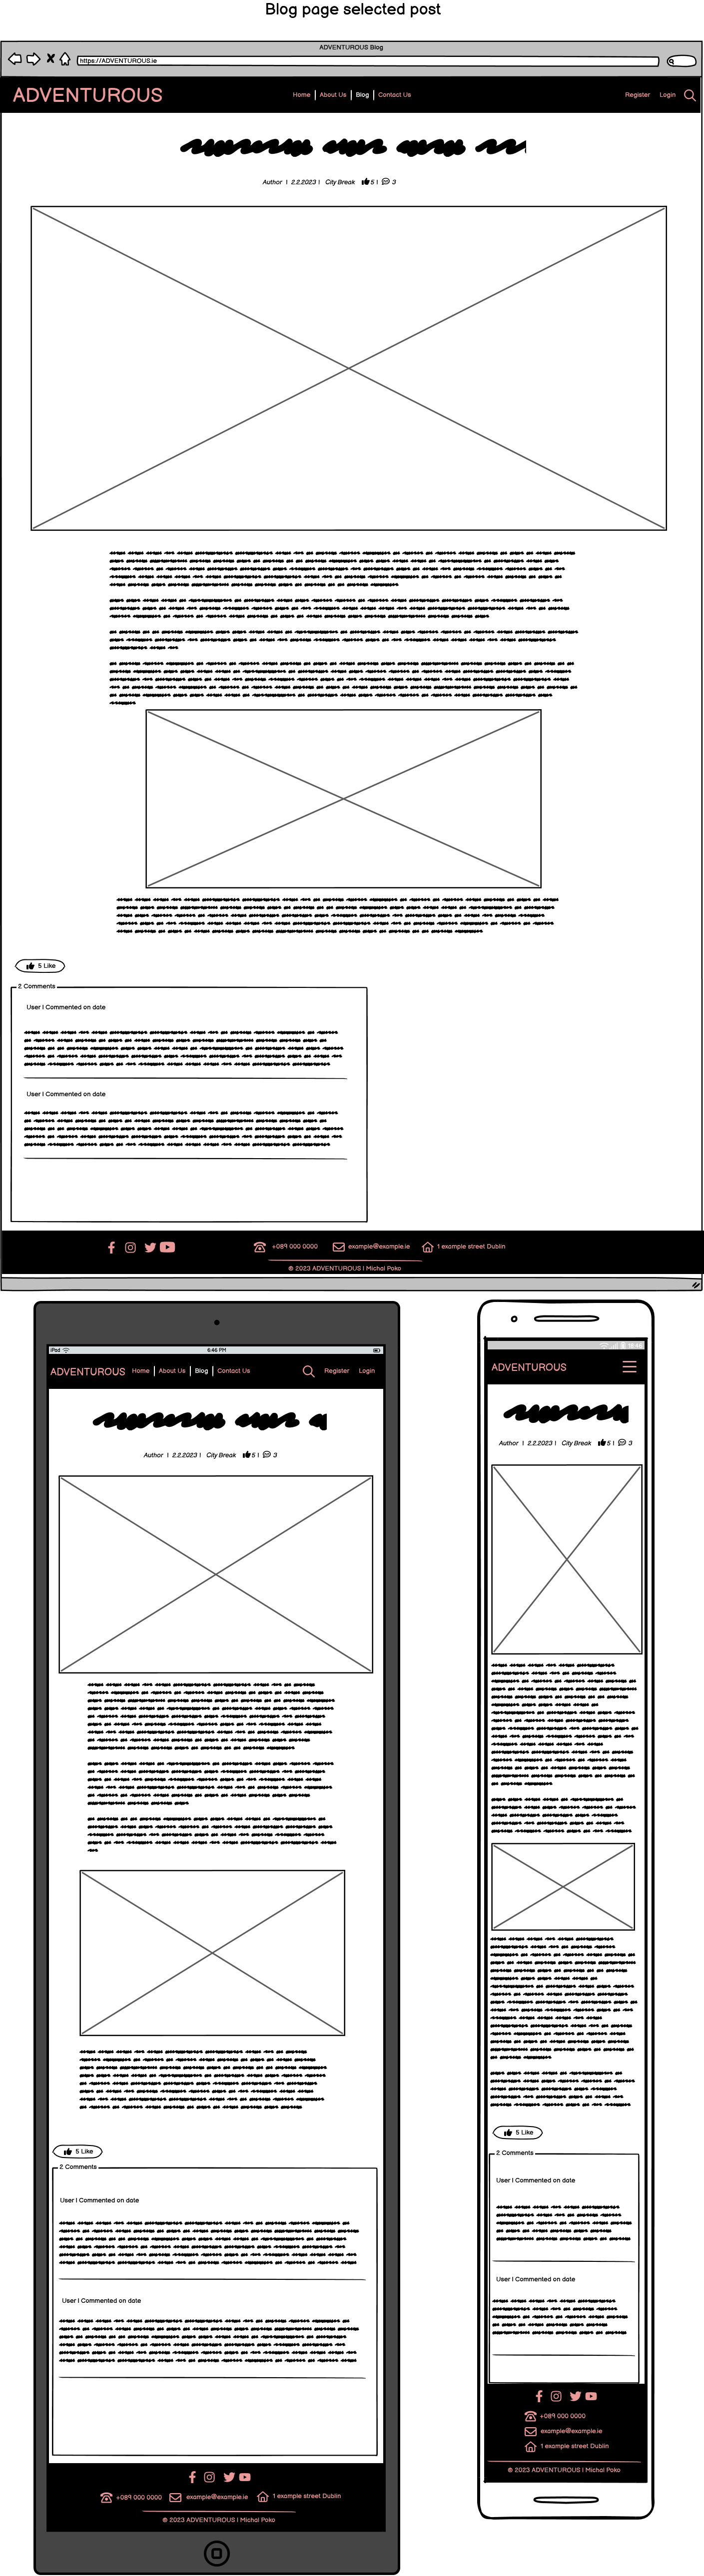 Blog page selected post
ADVENTUROUS Blog
https://ADVENTUROUS.ie
ADVENTUROUS Home | About Us | Blog | Contact Us Register Login
Author | 2.2.2023 | City Break 5 | 3
5 Like
2 Comments
User | Commented on date
User | Commented on date
+089 000 0000 example@example.ie 1 example street Dublin
© 2023 ADVENTUROUS | Michal Poko
iPad 6:46 PM
ADVENTUROUS Home | About Us | Blog | Contact Us Register Login
Author | 2.2.2023 | City Break 5 | 3
5 Like
2 Comments
User | Commented on date
User | Commented on date
+089 000 0000 example@example.ie 1 example street Dublin
© 2023 ADVENTUROUS | Michal Poko
ADVENTUROUS
Author | 2.2.2023 | City Break 5 | 3
5 Like
2 Comments
User | Commented on date
User | Commented on date
+089 000 0000
example@example.ie
1 example street Dublin
© 2023 ADVENTUROUS | Michal Poko